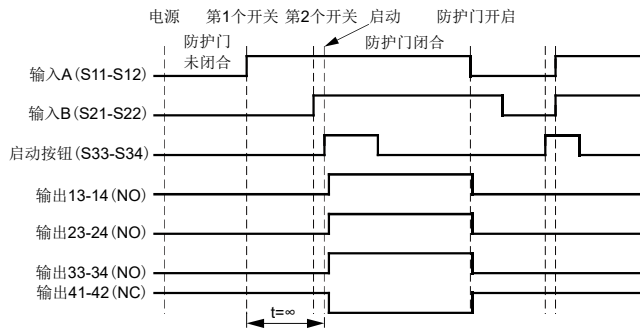 电源 第1个开关 第2个开关 启动 防护门开启
防护门
未闭合
防护门闭合
输入A(S11-S12)
输入B(S21-S22)
启动按钮(S33-S34)
输出13-14(NO)
输出23-24(NO)
输出33-34(NO)
输出41-42(NC)
t=∞